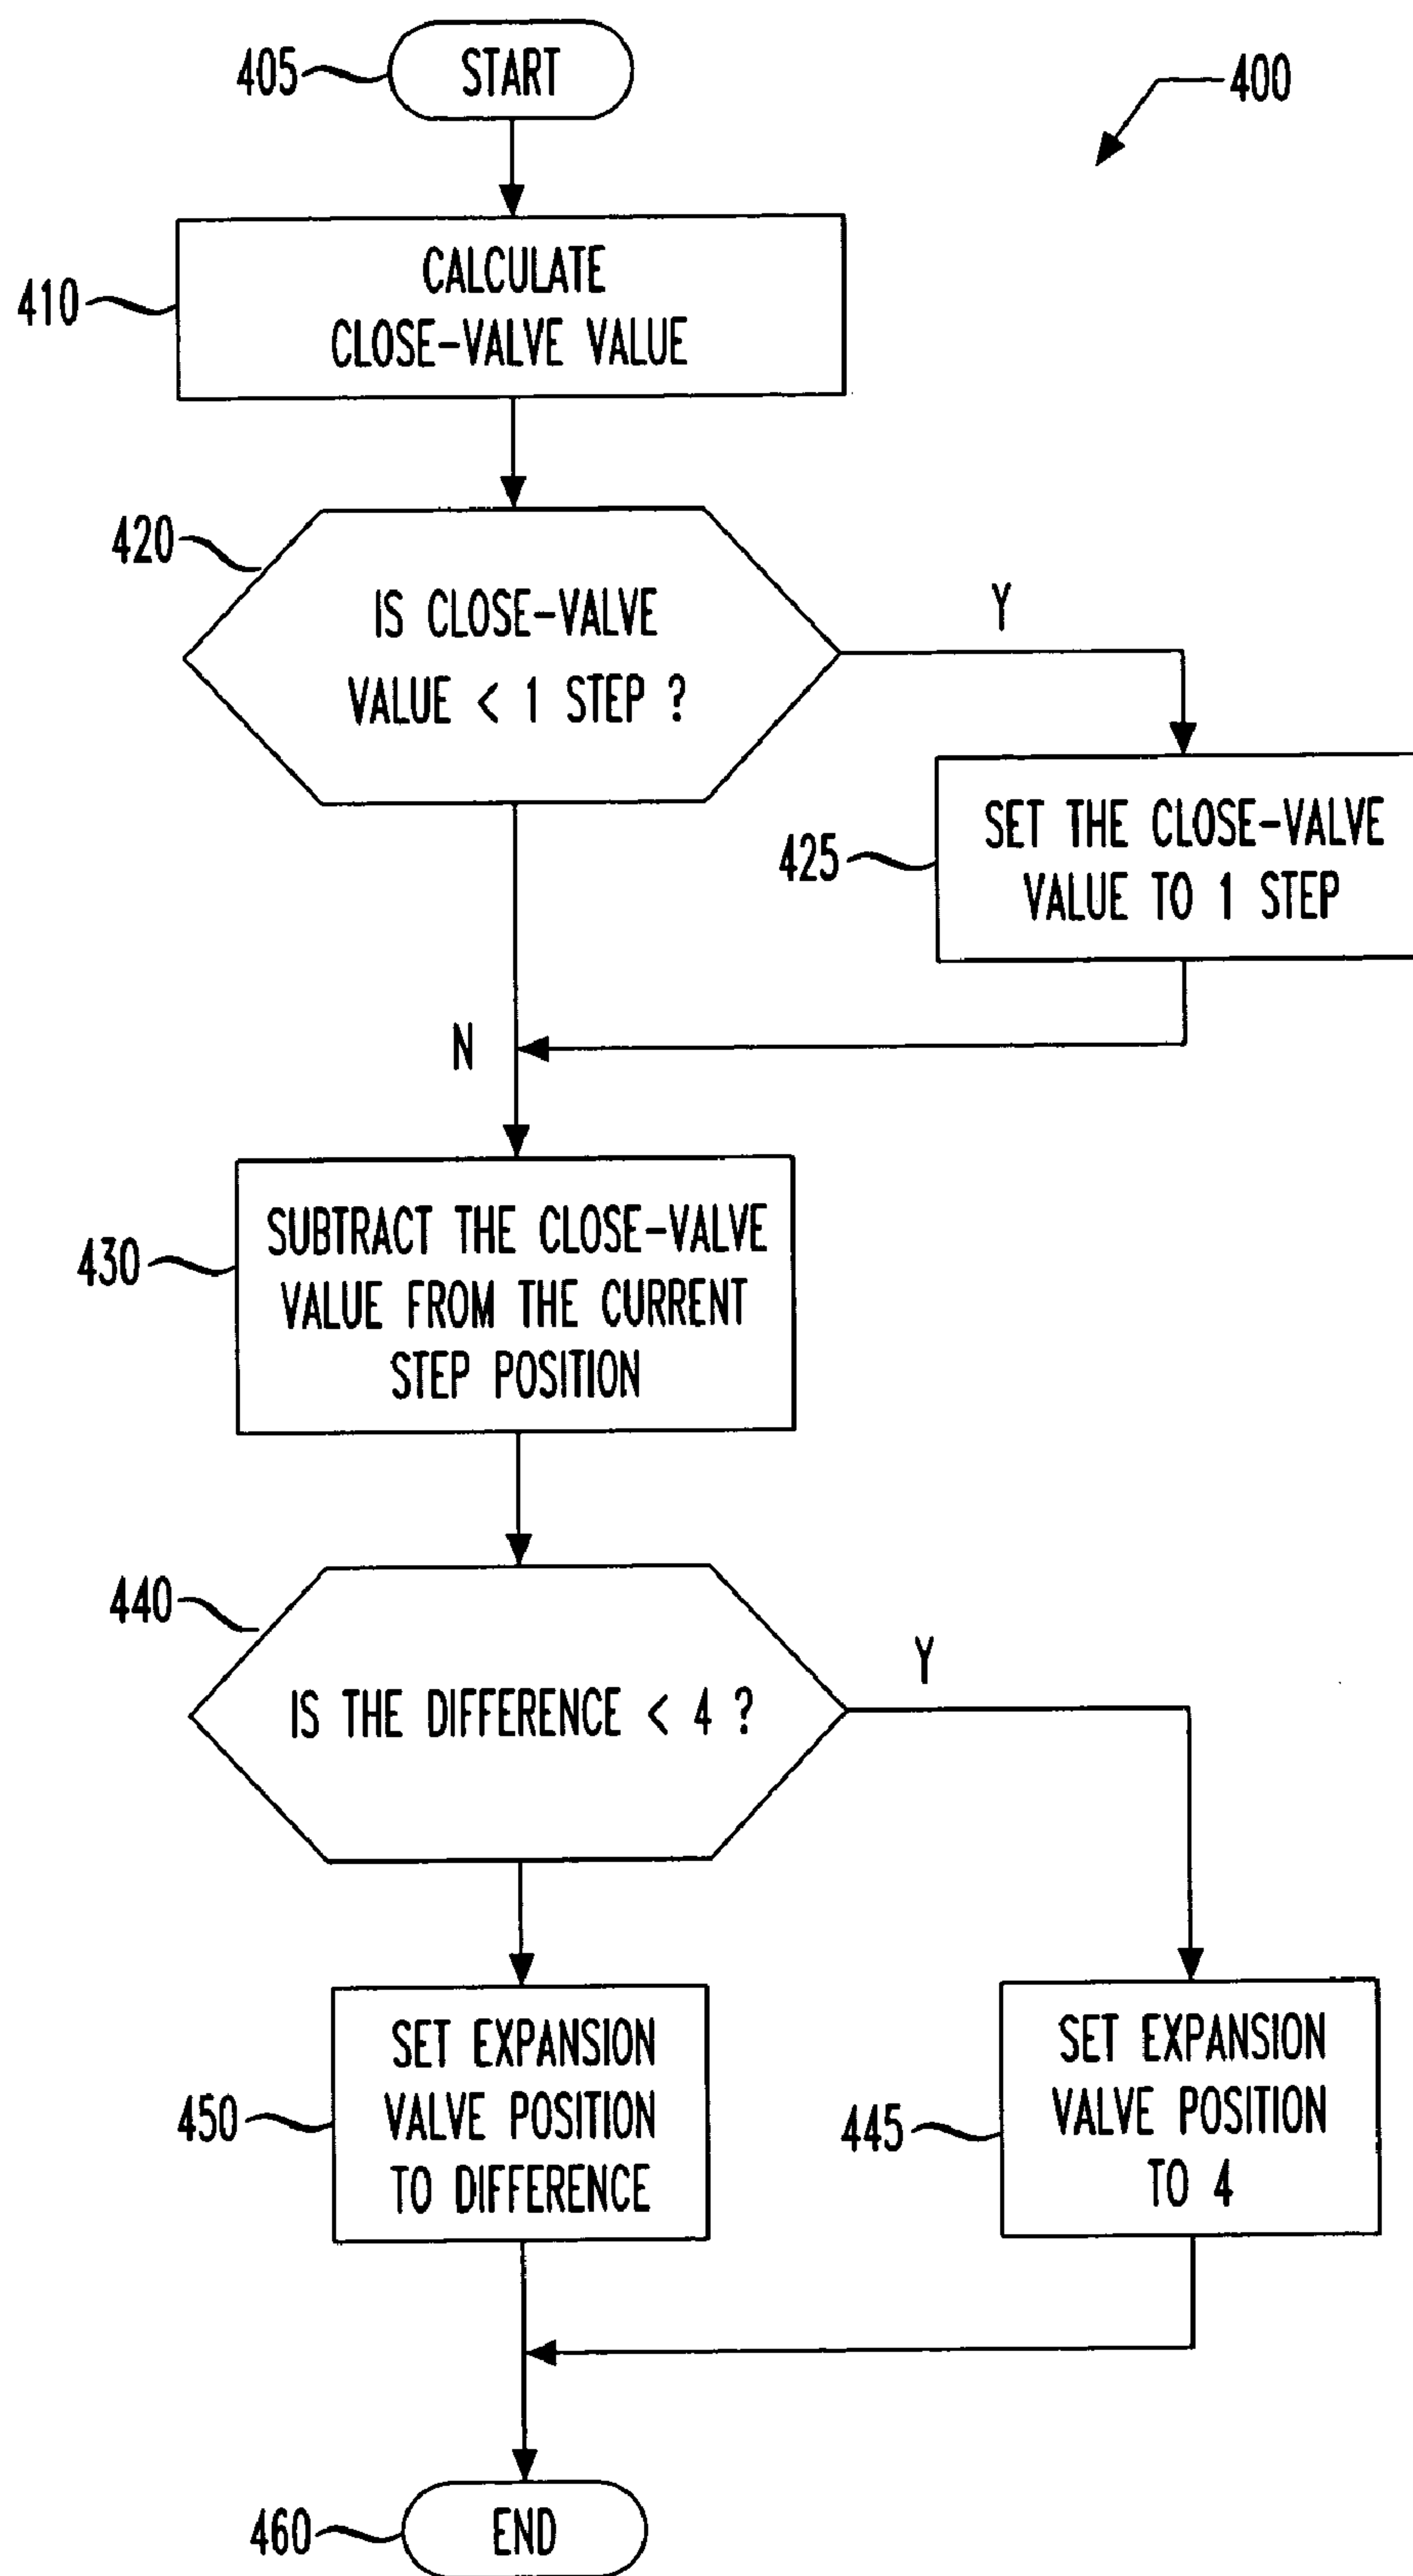 405
START
400
410
CALCULATE
CLOSE-VALVE VALUE
420
IS CLOSE-VALVE
VALUE < 1 STEP ?
Y
425
SET THE CLOSE-VALVE
VALUE TO 1 STEP
N
430
SUBTRACT THE CLOSE-VALVE
VALUE FROM THE CURRENT
STEP POSITION
440
IS THE DIFFERENCE < 4 ?
Y
450
SET EXPANSION
VALVE POSITION
TO DIFFERENCE
445
SET EXPANSION
VALVE POSITION
TO 4
460
END